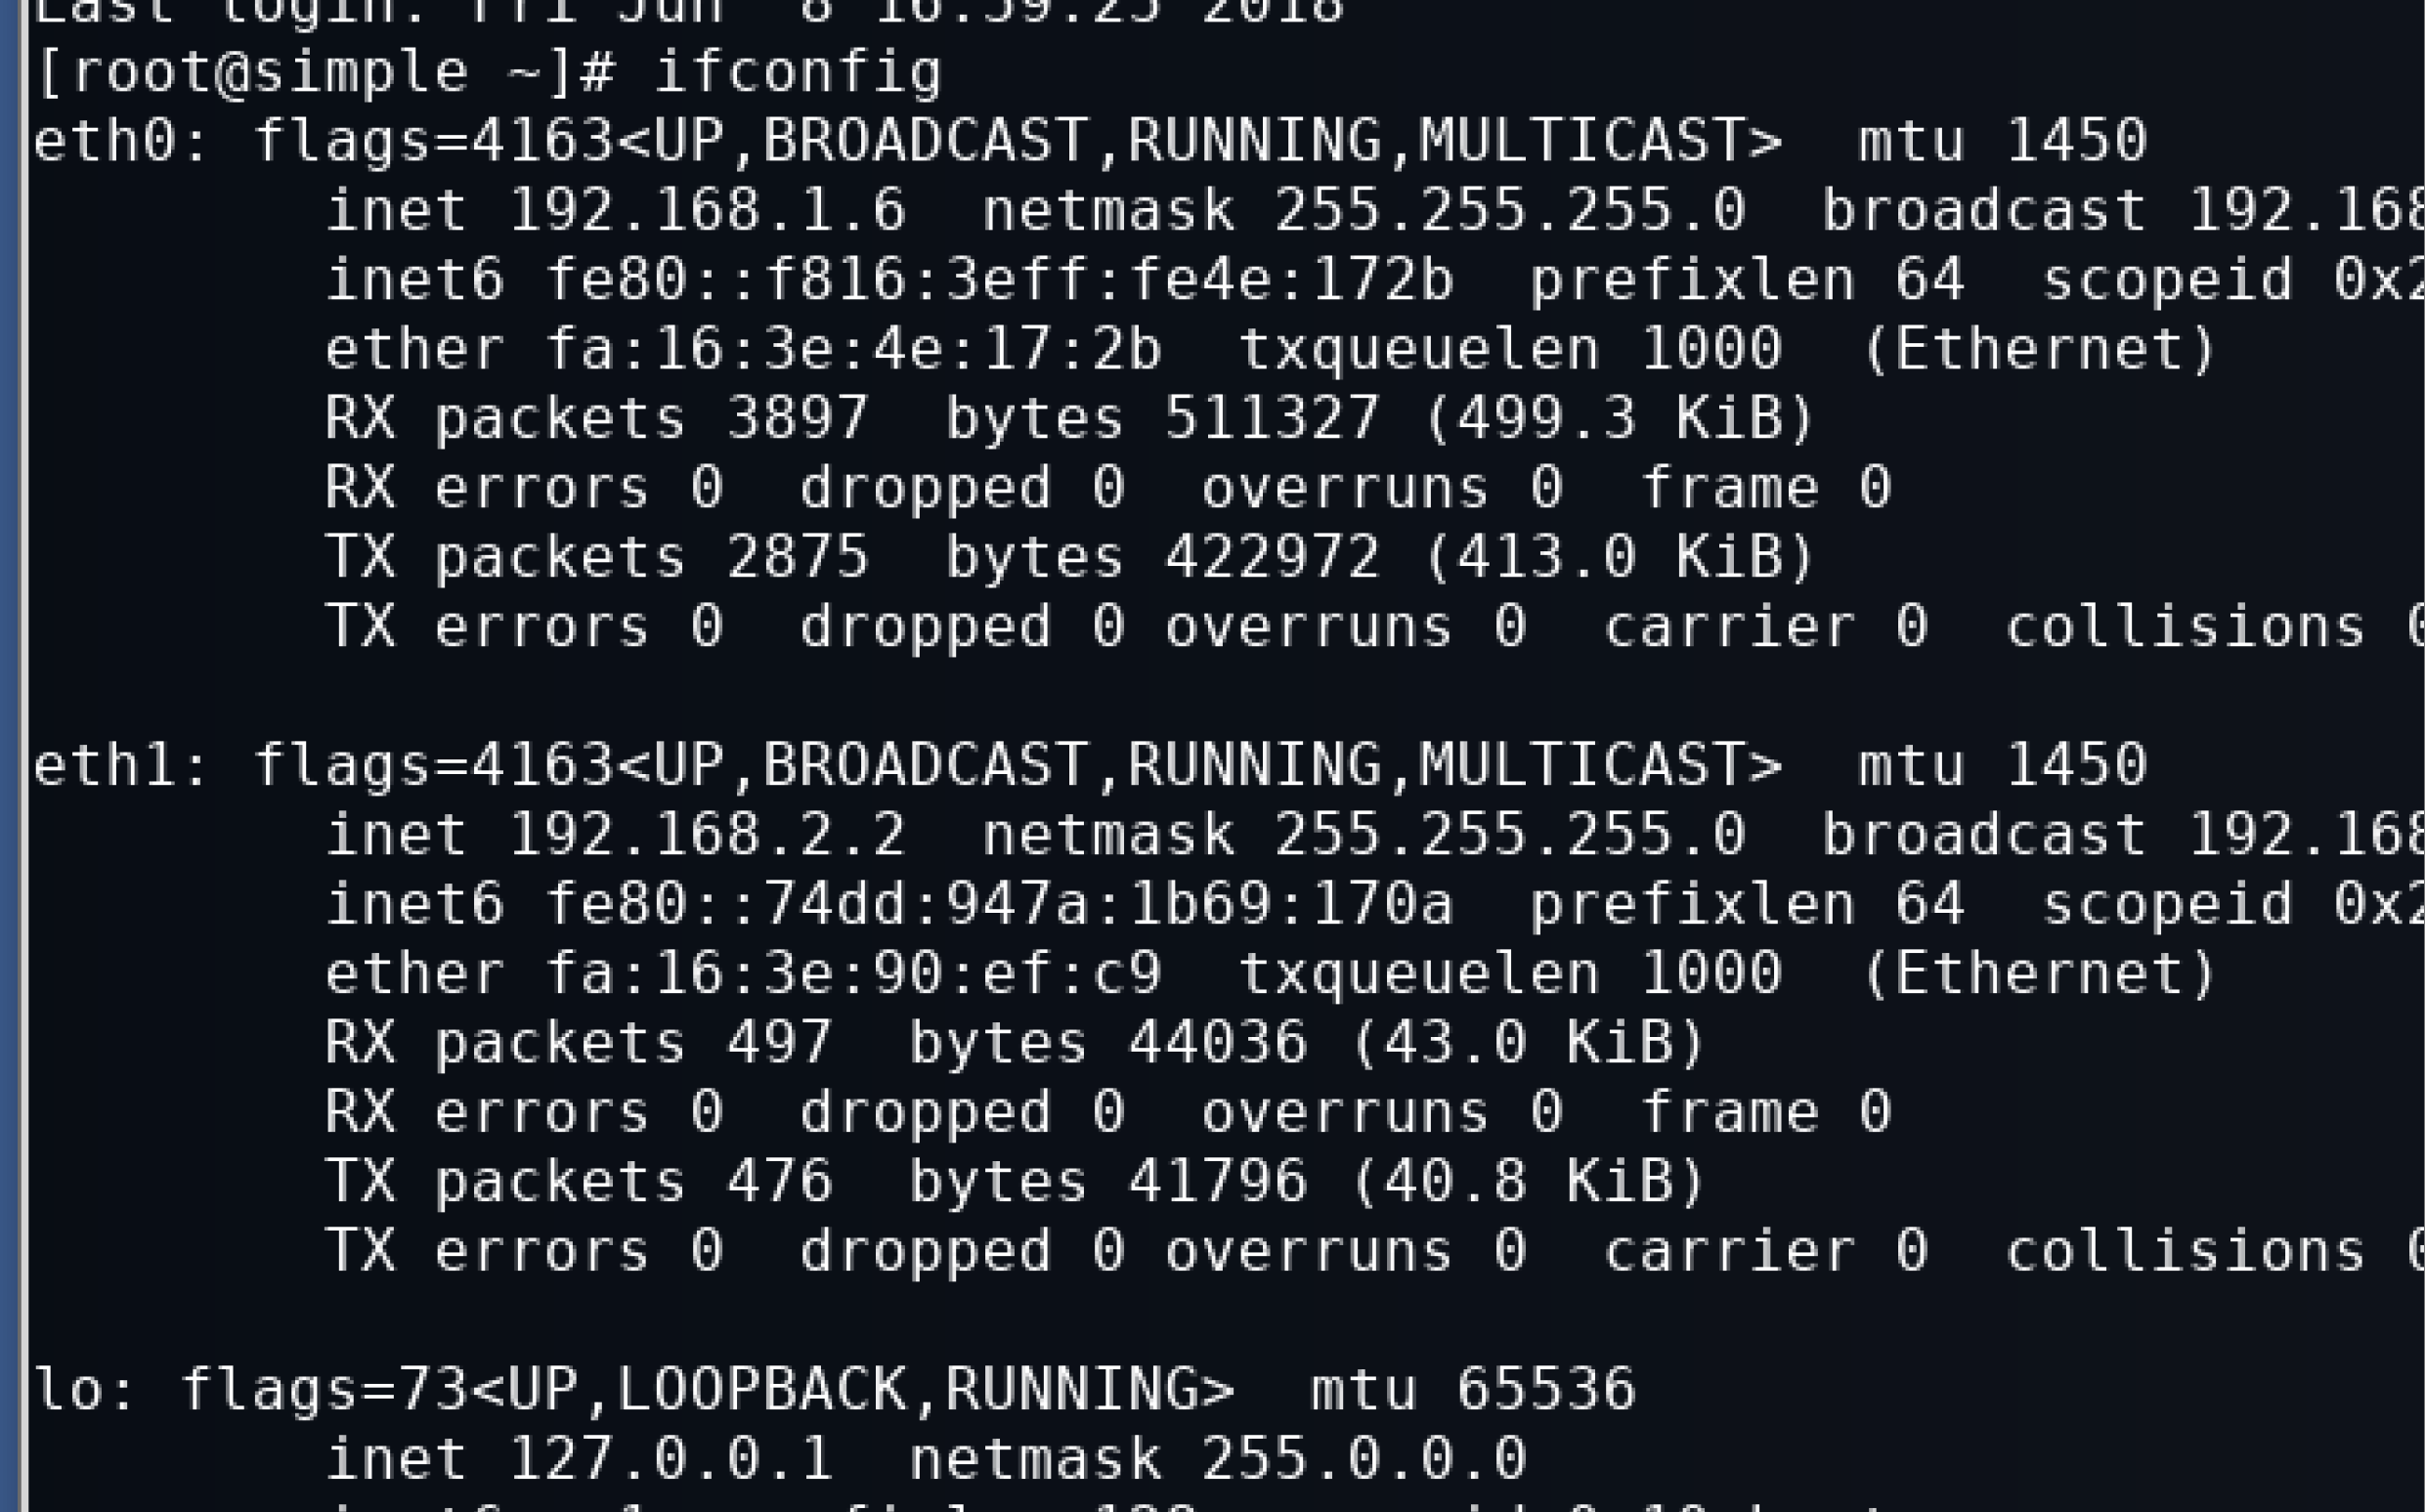 Last login: Fri Jun  8 16:59:25 2018
[root@simple ~]# ifconfig
eth0: flags=4163<UP,BROADCAST,RUNNING,MULTICAST>  mtu 1450
        inet 192.168.1.6  netmask 255.255.255.0  broadcast 192.168
        inet6 fe80::f816:3eff:fe4e:172b  prefixlen 64  scopeid 0x2
        ether fa:16:3e:4e:17:2b  txqueuelen 1000  (Ethernet)
        RX packets 3897  bytes 511327 (499.3 KiB)
        RX errors 0  dropped 0  overruns 0  frame 0
        TX packets 2875  bytes 422972 (413.0 KiB)
        TX errors 0  dropped 0 overruns 0  carrier 0  collisions 0
eth1: flags=4163<UP,BROADCAST,RUNNING,MULTICAST>  mtu 1450
        inet 192.168.2.2  netmask 255.255.255.0  broadcast 192.168
        inet6 fe80::74dd:947a:1b69:170a  prefixlen 64  scopeid 0x2
        ether fa:16:3e:90:ef:c9  txqueuelen 1000  (Ethernet)
        RX packets 497  bytes 44036 (43.0 KiB)
        RX errors 0  dropped 0  overruns 0  frame 0
        TX packets 476  bytes 41796 (40.8 KiB)
        TX errors 0  dropped 0 overruns 0  carrier 0  collisions 0
lo: flags=73<UP,LOOPBACK,RUNNING>  mtu 65536
        inet 127.0.0.1  netmask 255.0.0.0